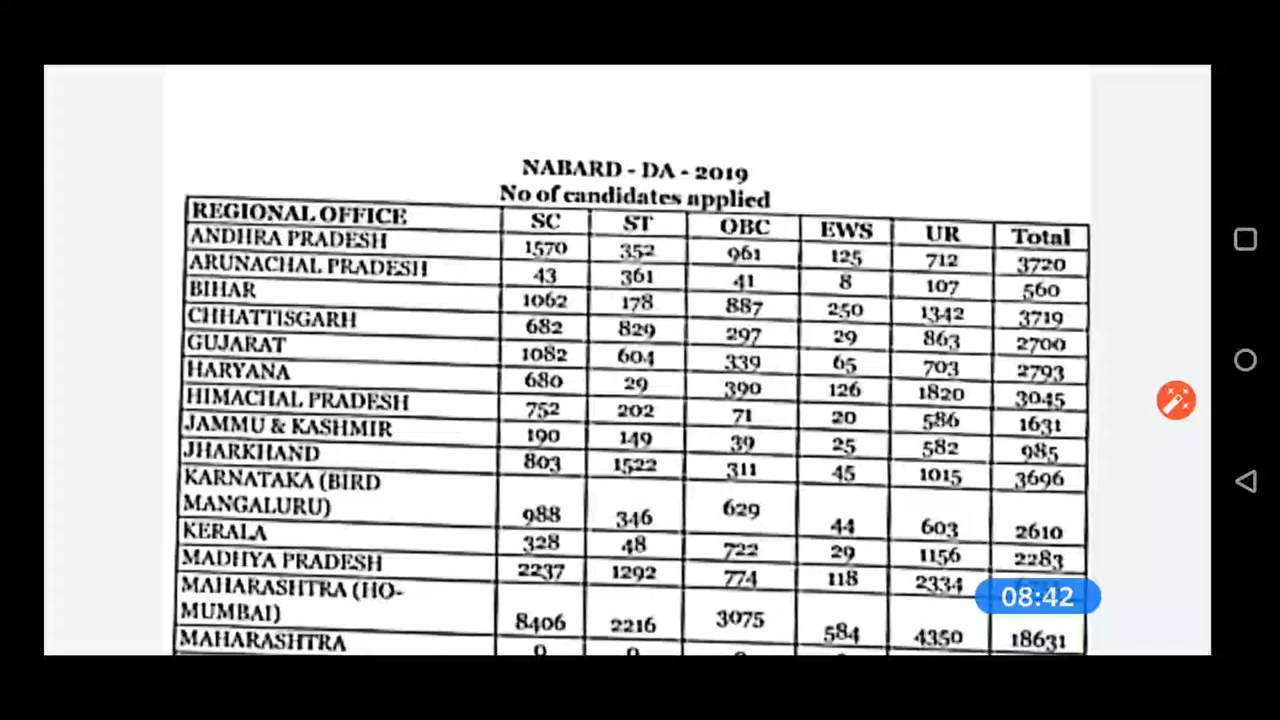 NABARD - DA - 2019
No of candidates applied
REGIONAL OFFICE SC ST OBC EWS UR Total
ANDHRA PRADESH 1570 352 961 125 712 3720
ARUNACHAL PRADESH 43 361 41 8 107 560
BIHAR 1062 178 887 250 1342 3719
CHHATTISGARH 682 829 297 29 863 2700
GUJARAT 1082 604 339 65 703 2793
HARYANA 680 29 390 126 1820 3045
HIMACHAL PRADESH 752 202 71 20 586 1631
JAMMU & KASHMIR 190 149 39 25 582 985
JHARKHAND 803 1522 311 45 1015 3696
KARNATAKA (BIRD
MANGALURU) 988 346 629 44 603 2610
KERALA 328 48 722 29 1156 2283
MADHYA PRADESH 2237 1292 774 118 2334
08:42
MAHARASHTRA (HO-
MUMBAI) 8406 2216 3075 584 4350 18631
MAHARASHTRA